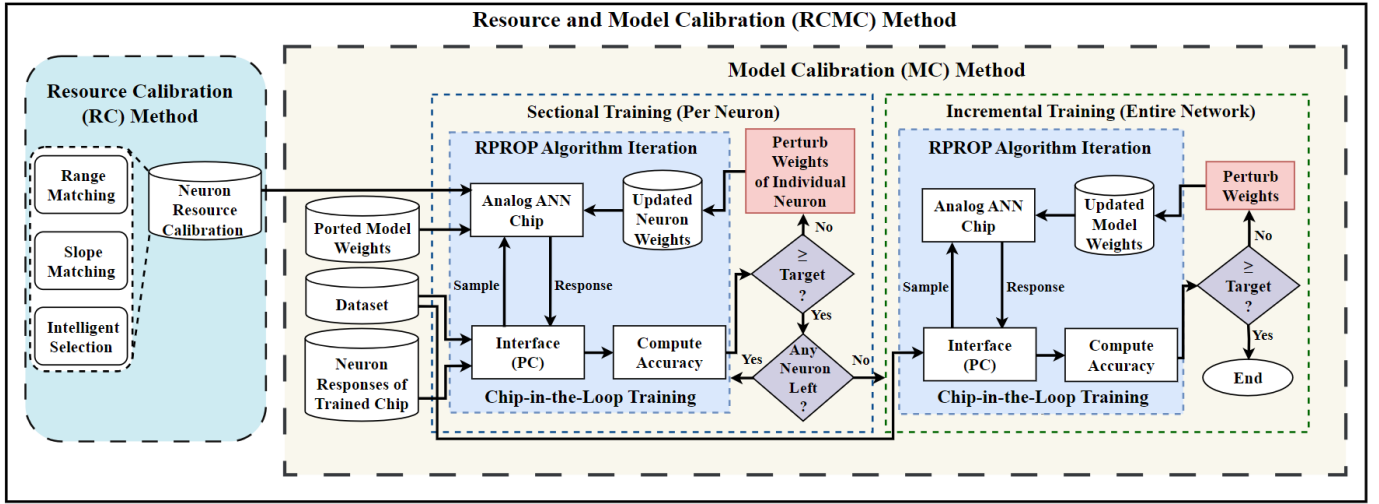 Resource and Model Calibration (RCMC) Method
Resource Calibration
(RC) Method
Range
Matching
Slope
Matching
Intelligent
Selection
Neuron
Resource
Calibration
Model Calibration (MC) Method
Ported Model
Weights
Dataset
Neuron
Responses of
Trained Chip
Sectional Training (Per Neuron)
RPROP Algorithm Iteration
Analog ANN
Chip
Updated
Neuron
Weights
Perturb
Weights
of Individual
Neuron
No
≥
Target
?
Sample
Response
Yes
Interface
(PC)
Compute
Accuracy
Yes
Any
Neuron
Left
?
No
Chip-in-the-Loop Training
Incremental Training (Entire Network)
RPROP Algorithm Iteration
Analog ANN
Chip
Updated
Model
Weights
Perturb
Weights
No
≥
Target
?
Sample
Response
Yes
Interface
(PC)
Compute
Accuracy
End
Chip-in-the-Loop Training